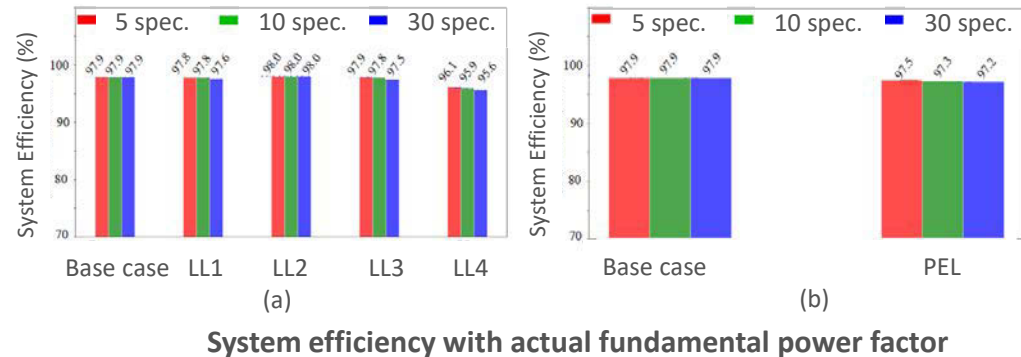 5 spec. 10 spec. 30 spec.
System Efficiency (%)
100
90
80
70
97.9 97.9 97.9
97.8 97.8 97.6
98.0 98.0 98.0
97.9 97.8 97.5
96.1 95.9 95.6
Base case LL1 LL2 LL3 LL4
(a)
5 spec. 10 spec. 30 spec.
System Efficiency (%)
100
90
80
70
97.9 97.9 97.9
97.5 97.3 97.2
Base case PEL
(b)
System efficiency with actual fundamental power factor